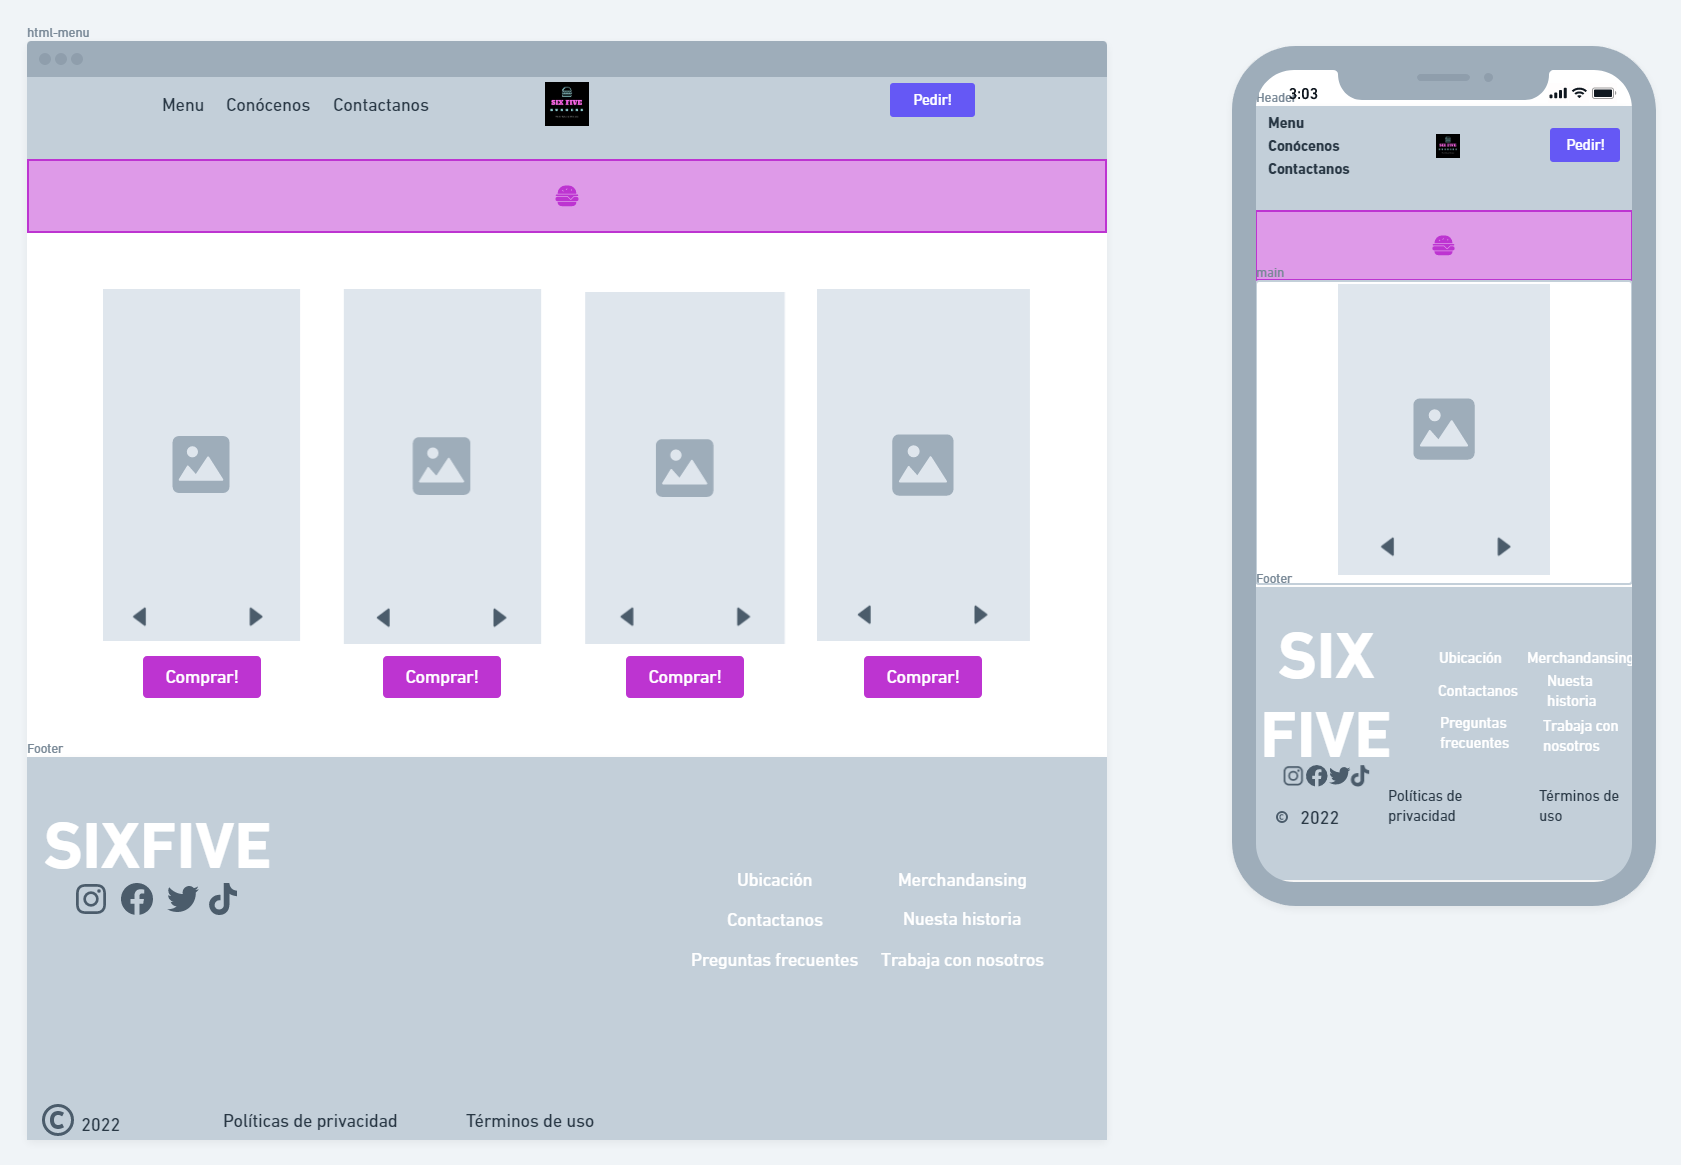 html-menu
Menu Conócenos Contactanos
SIX FIVE
Pedir!
Comprar! Comprar! Comprar! Comprar!
Footer
SIXFIVE
Ubicación Merchandansing
Contactanos Nuesta historia
Preguntas frecuentes Trabaja con nosotros
© 2022 Políticas de privacidad Términos de uso
3:03
Header
Menu
Conócenos
Contactanos
SIX FIVE
Pedir!
main
Footer
SIX
FIVE
Ubicación Merchandansing
Contactanos
Nuesta
historia
Preguntas
frecuentes
Trabaja con
nosotros
© 2022
Políticas de
privacidad
Términos de
uso